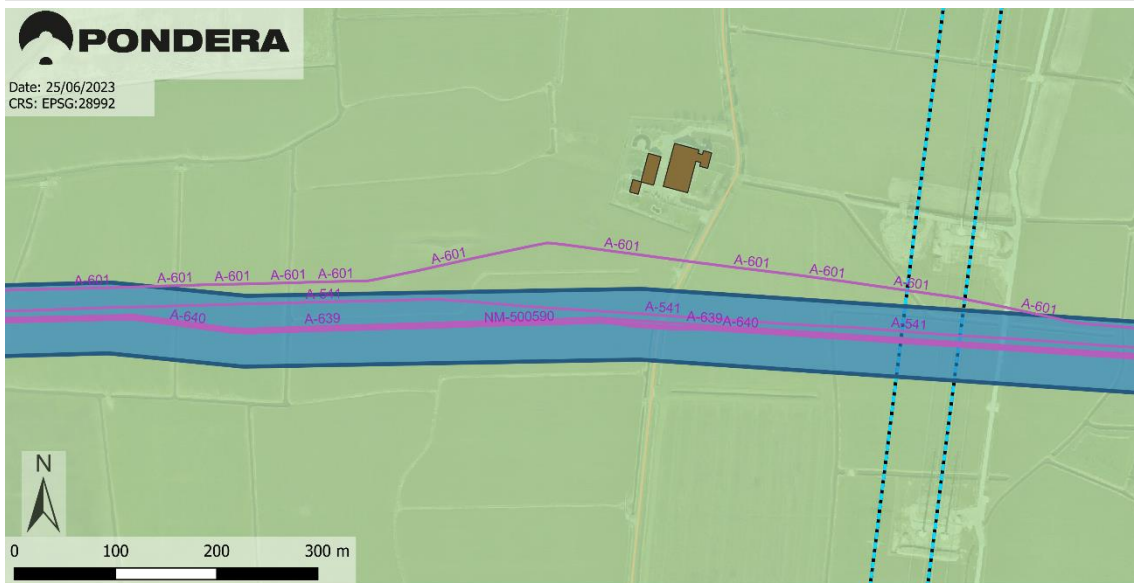 PONDERA
Date: 25/06/2023
CRS: EPSG:28992
A-601
A-601
A-601
A-601
A-601
A-601
A-601
A-601
A-601
A-601
A-601
A-541
A-541
A-541
A-640
A-639
NM-500590
A-639
A-640
N
0 100 200 300 m